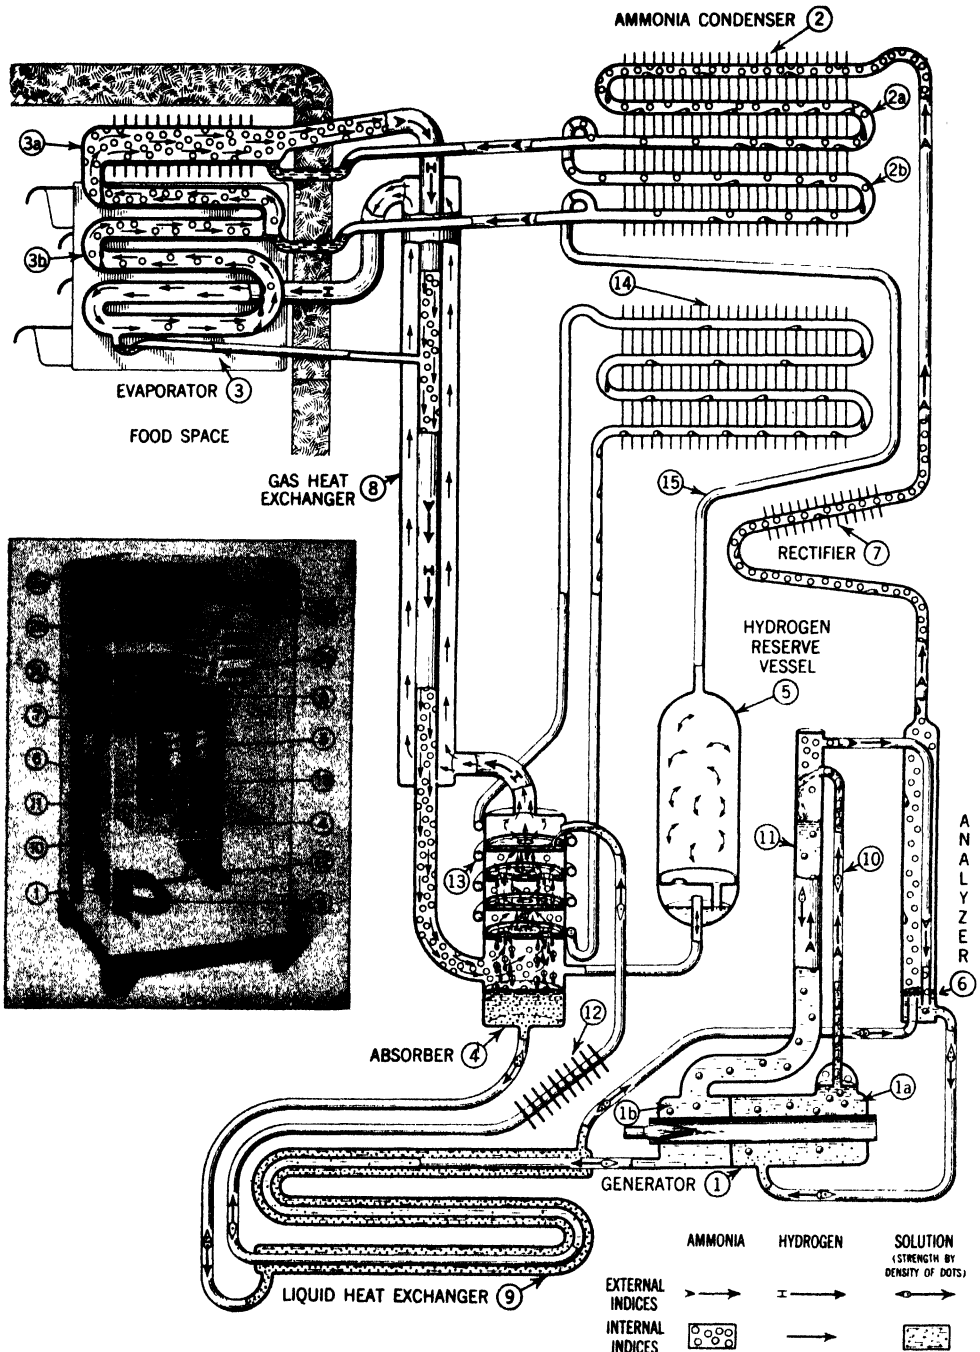 AMMONIA CONDENSER 2
2a
3a
2b
3b
14
EVAPORATOR 3
FOOD SPACE
GAS HEAT
EXCHANGER 8
15
RECTIFIER 7
HYDROGEN
RESERVE
VESSEL
5
11
10
13
ANALYZER
6
12
ABSORBER 4
1a
1b
GENERATOR 1
LIQUID HEAT EXCHANGER 9
AMMONIA HYDROGEN SOLUTION
(STRENGTH BY
DENSITY OF DOTS)
EXTERNAL
INDICES
INTERNAL
INDICES